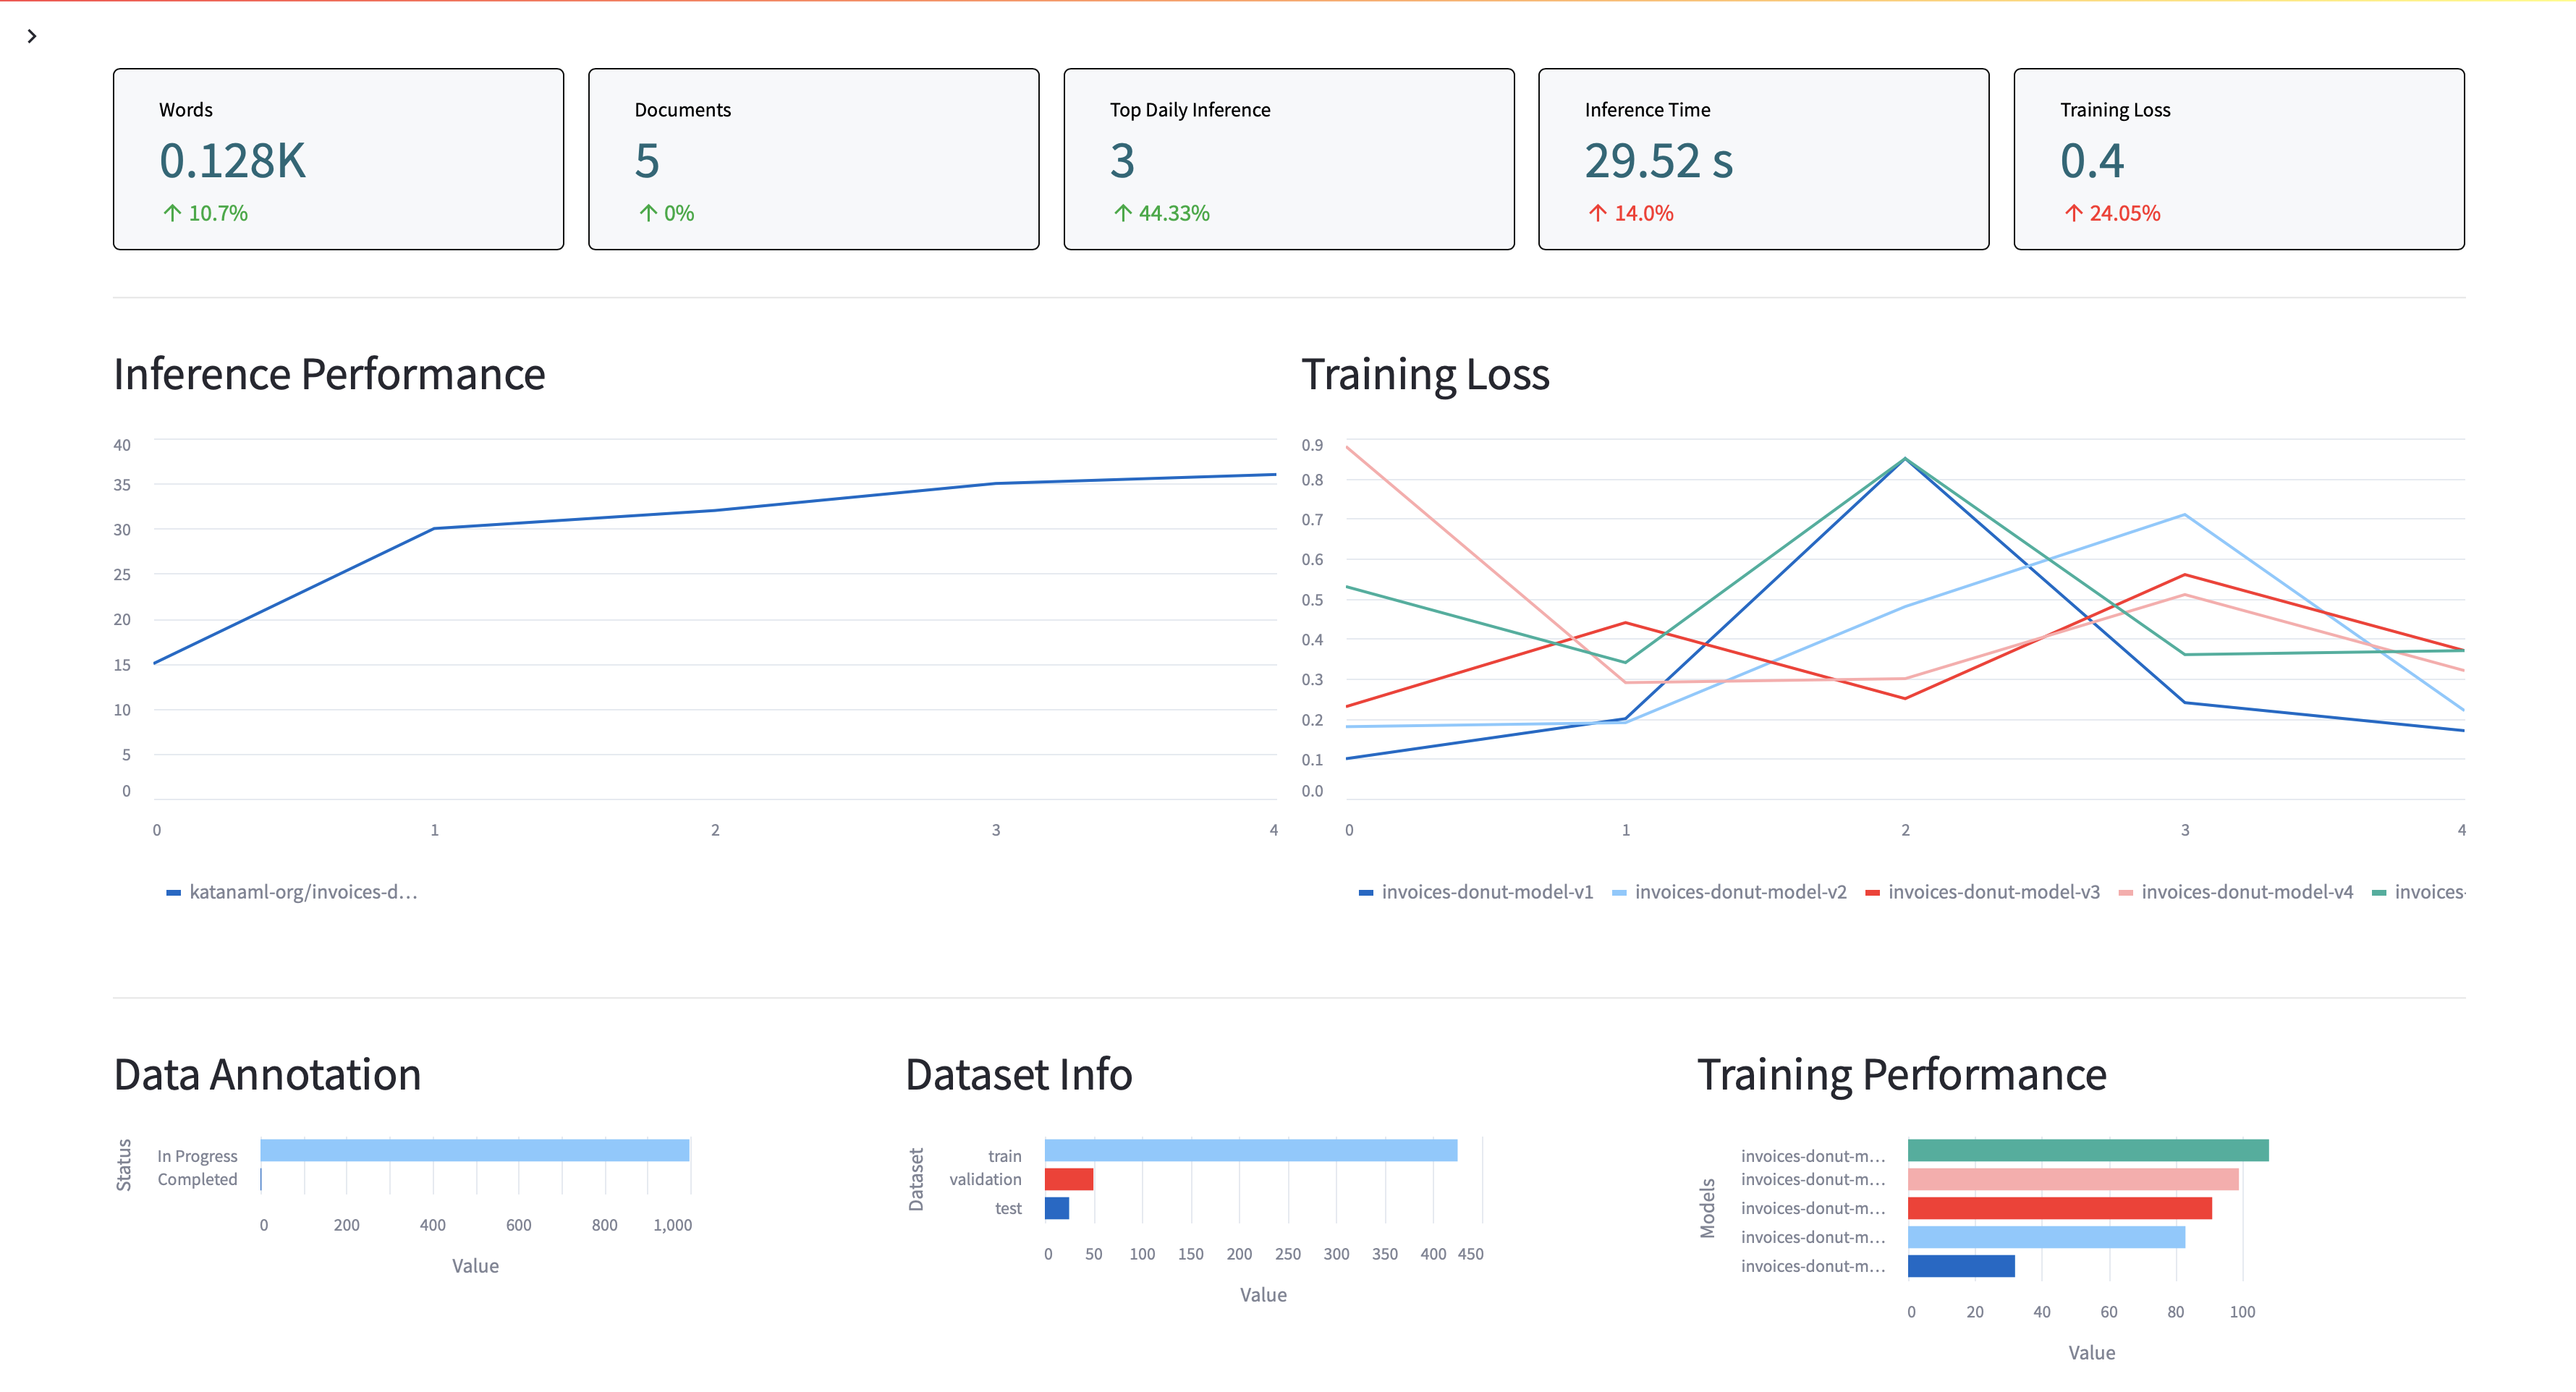 Words
0.128K
↑ 10.7%
Documents
5
↑ 0%
Top Daily Inference
3
↑ 44.33%
Inference Time
29.52 s
↑ 14.0%
Training Loss
0.4
↑ 24.05%
Inference Performance
40
35
30
25
20
15
10
5
0
0 1 2 3 4
katanaml-org/invoices-d…
Training Loss
0.9
0.8
0.7
0.6
0.5
0.4
0.3
0.2
0.1
0.0
0 1 2 3 4
invoices-donut-model-v1 invoices-donut-model-v2 invoices-donut-model-v3 invoices-donut-model-v4 invoices-
Data Annotation
Status
In Progress
Completed
0 200 400 600 800 1,000
Value
Dataset Info
Dataset
train
validation
test
0 50 100 150 200 250 300 350 400 450
Value
Training Performance
Models
invoices-donut-m…
invoices-donut-m…
invoices-donut-m…
invoices-donut-m…
invoices-donut-m…
0 20 40 60 80 100
Value